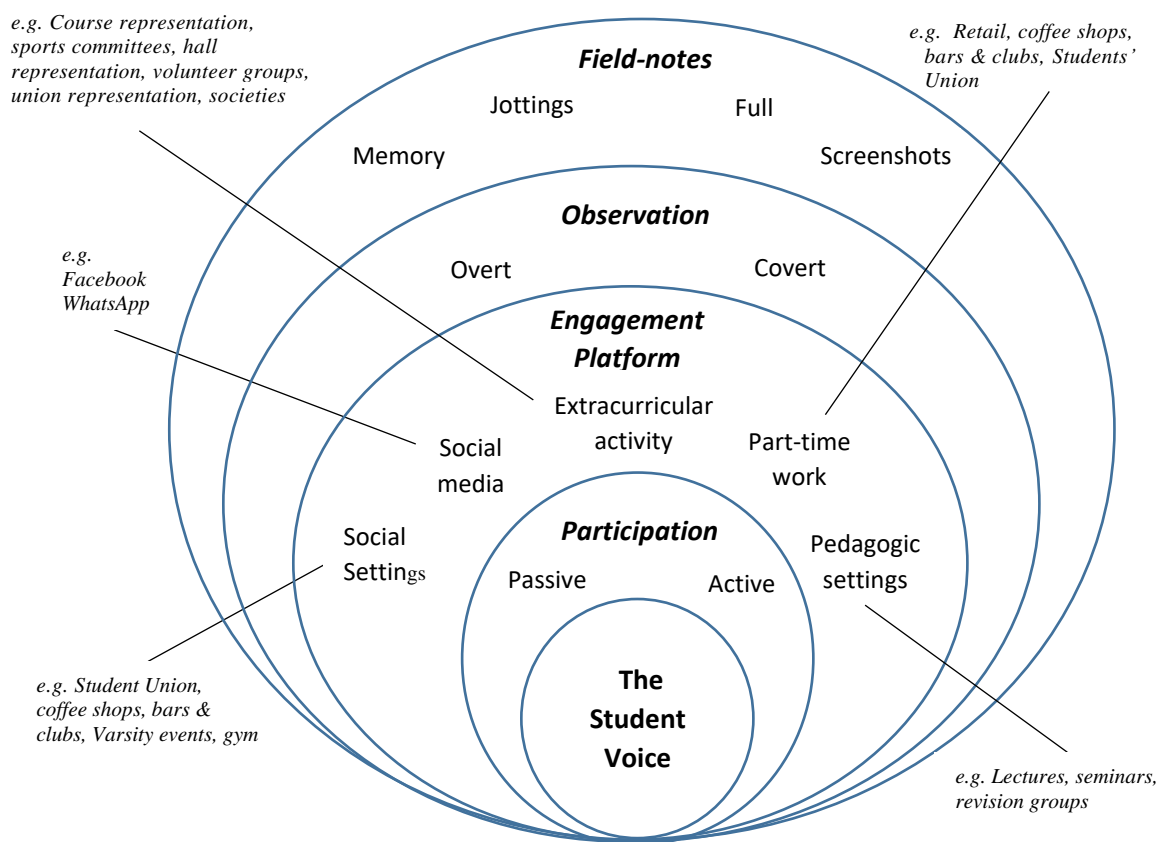 e.g. Course representation,
sports committees, hall
representation, volunteer groups,
union representation, societies
e.g.  Retail, coffee shops,
bars & clubs, Students’
Union
Field-notes
Jottings
Full
Memory
Screenshots
Observation
Overt
Covert
e.g.
Facebook
WhatsApp
Engagement
Platform
Extracurricular
activity
Social
media
Part-time
work
Participation
Social
Settings
Pedagogic
settings
Passive
Active
The
Student
Voice
e.g. Student Union,
coffee shops, bars &
clubs, Varsity events, gym
e.g. Lectures, seminars,
revision groups